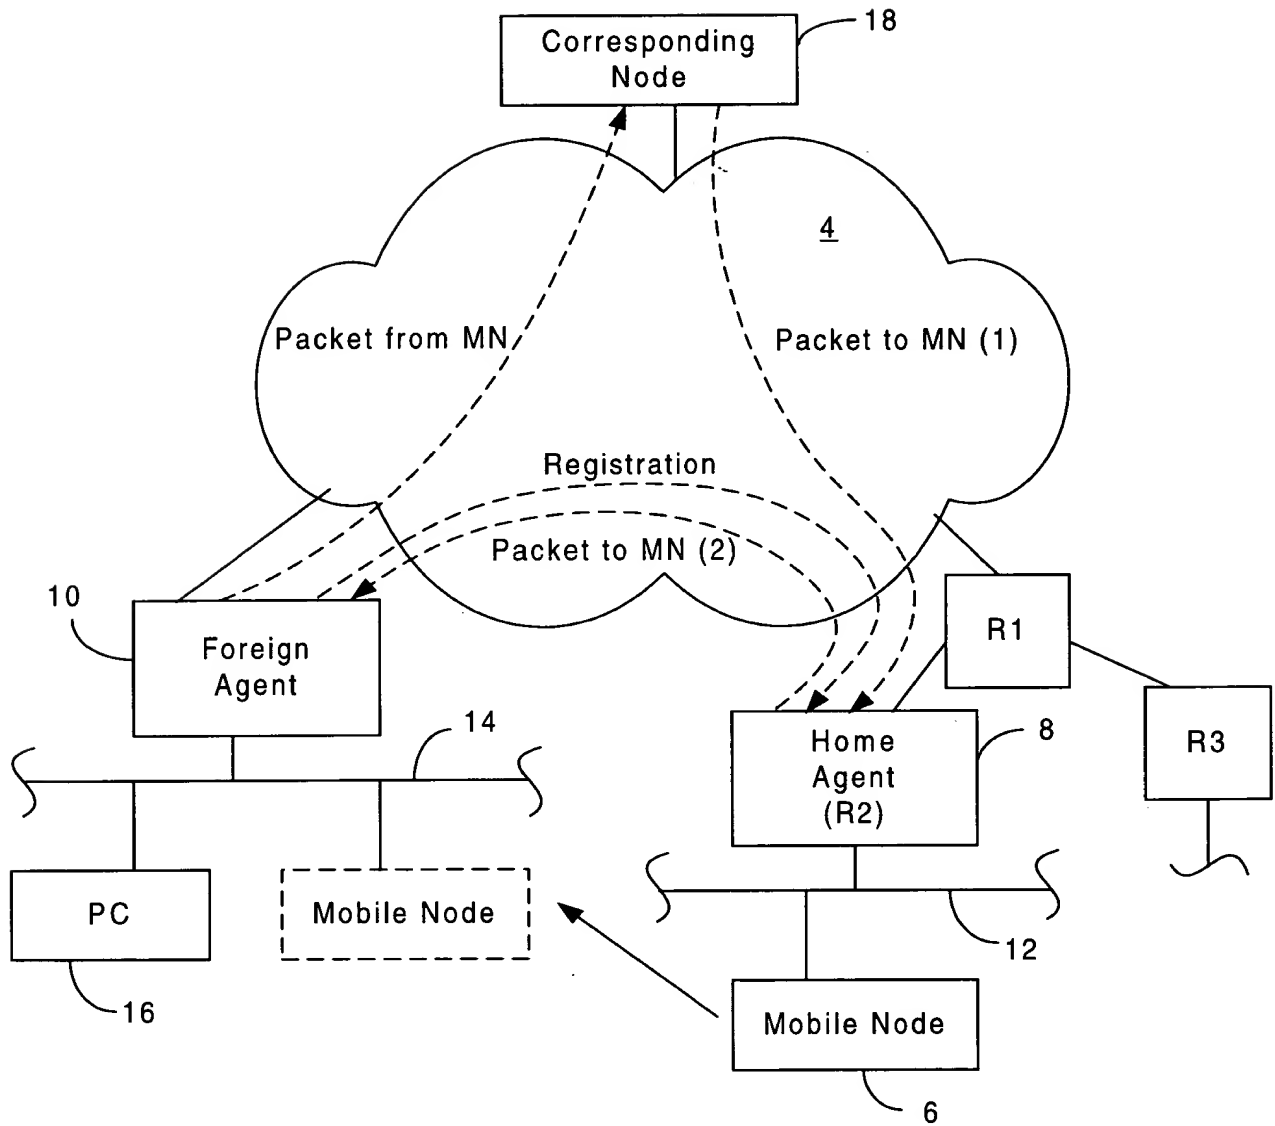 Corresponding
Node
18
4
Packet from MN
Packet to MN (1)
Registration
Packet to MN (2)
10
Foreign
Agent
R1
14
Home
Agent
(R2)
8
R3
PC
Mobile Node
12
16
Mobile Node
6